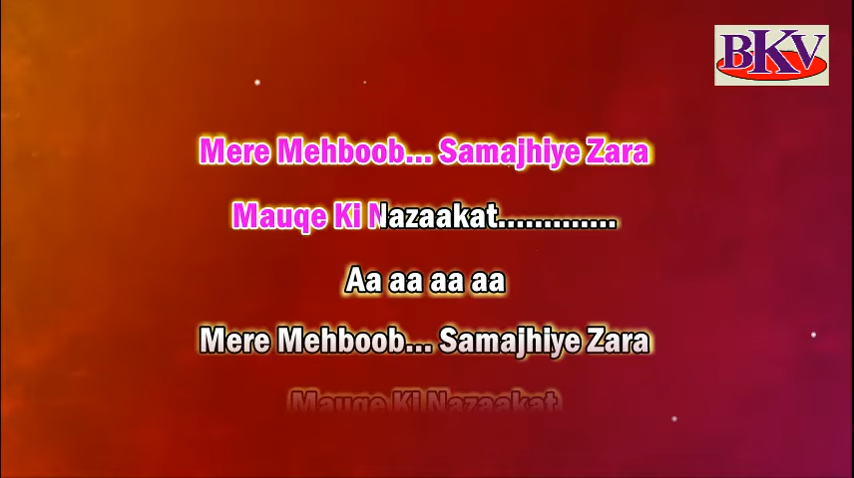 BKV
Mere Mehboob... Samajhiye Zara
Mauqe Ki Nazaakat..............
Aa aa aa aa
Mere Mehboob... Samajhiye Zara
Mauqe Ki Nazaakat